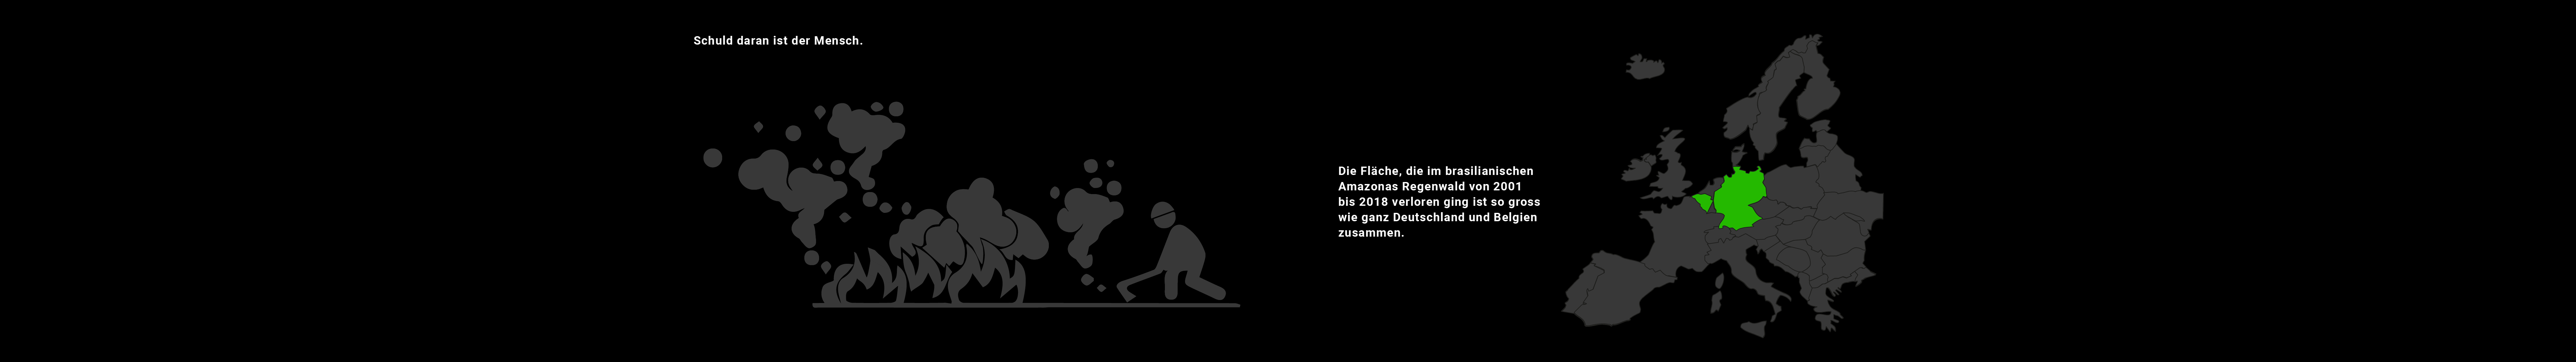 Schuld daran ist der Mensch.
Die Fläche, die im brasilianischen
Amazonas Regenwald von 2001
bis 2018 verloren ging ist so gross
wie ganz Deutschland und Belgien
zusammen.